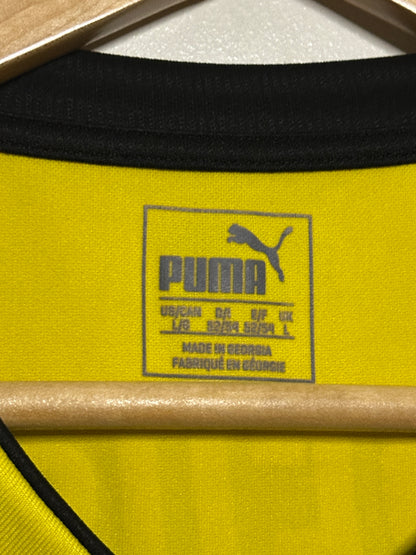 PUMA
US/CAN D/I E/F UK
L/G 52/54 52/54 L
MADE IN GEORGIA
FABRIQUÉ EN GÉORGIE